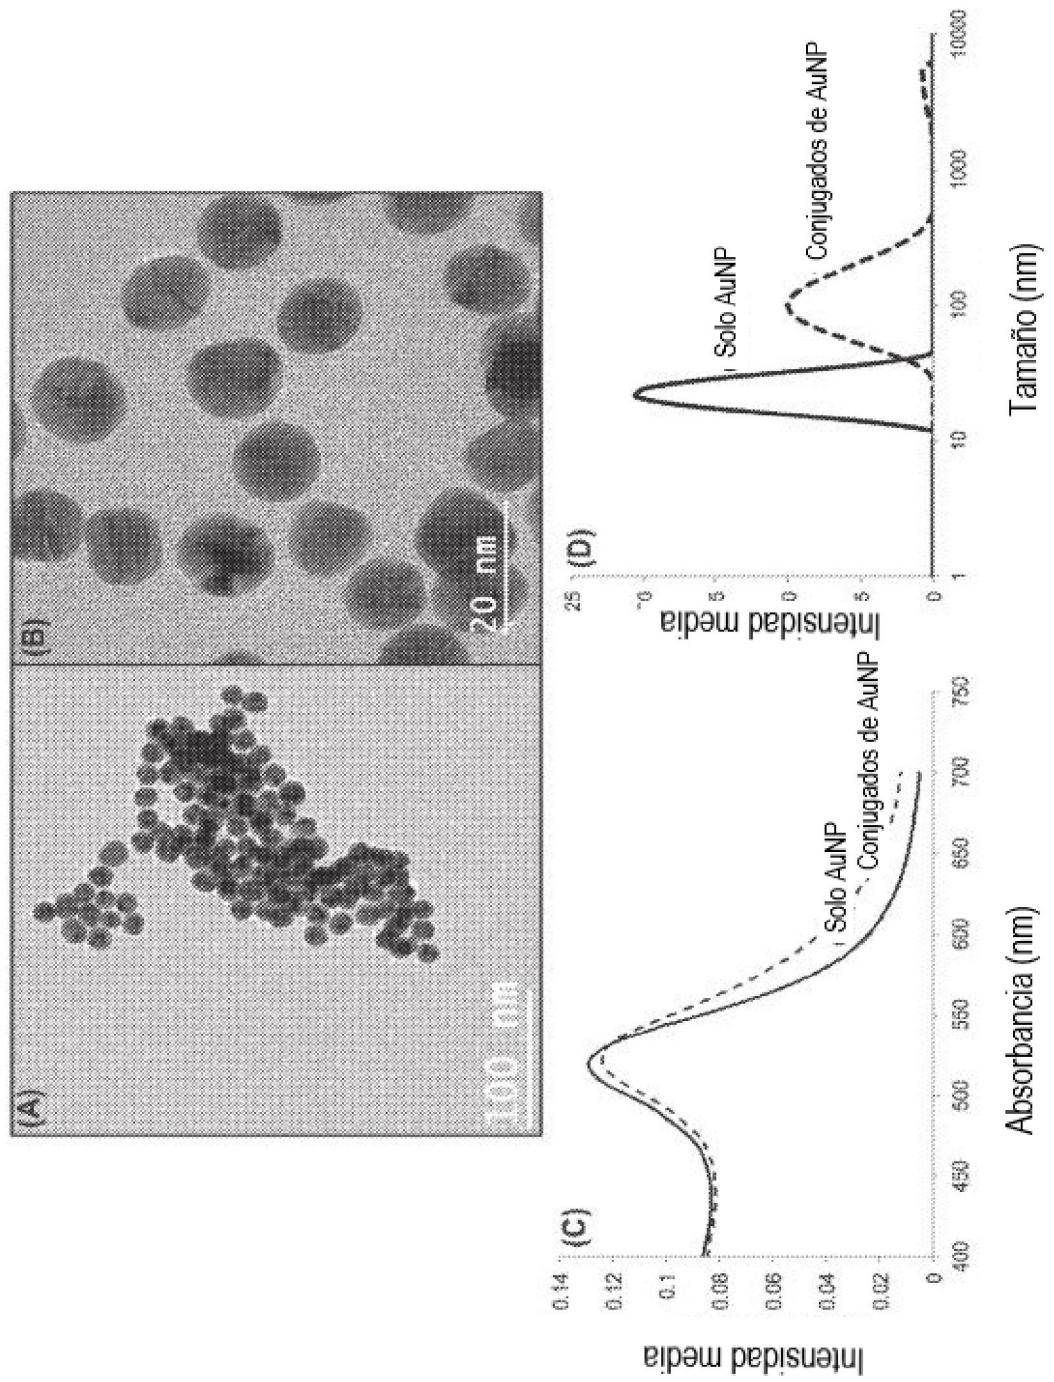 (A)
100 nm
(B)
20 nm
(C)
Intensidad media
0.14
0.12
0.1
0.08
0.06
0.04
0.02
0
400
450
500
550
600
650
700
750
Solo AuNP
Conjugados de AuNP
Absorbancia (nm)
(D)
Intensidad media
25
5
0
1
10
100
1000
10000
Solo AuNP
Conjugados de AuNP
Tamaño (nm)